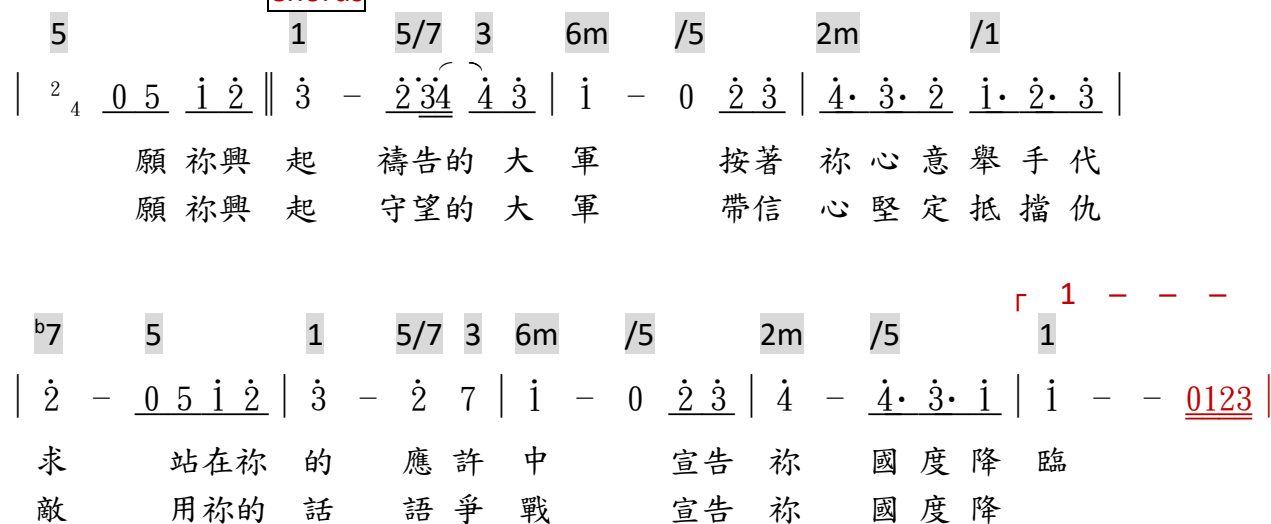 5 1 5/7 3 6m /5 2m /1
| 2 4 0 5 1̇ 2̇ ‖ 3̇ – 2̇ 3̇ 4̇ 4̇ 3̇ | 1̇ – 0 2̇ 3̇ | 4̇· 3̇· 2̇ 1̇· 2̇· 3̇ |
願 祢興 起 禱告的 大 軍 按著 祢 心 意 舉 手 代
願 祢興 起 守望的 大 軍 帶信 心 堅 定 抵 擋 仇
┌ 1 – – –
ᵇ7 5 1 5/7 3 6m /5 2m /5 1
| 2̇ – 0 5 1̇ 2̇ | 3̇ – 2̇ 7 | 1̇ – 0 2̇ 3̇ | 4̇ – 4̇· 3̇· 1̇ | 1̇ – – 0123 |
求 站在祢 的 應 許 中 宣告 祢 國 度 降 臨
敵 用祢的 話 語 爭 戰 宣告 祢 國 度 降